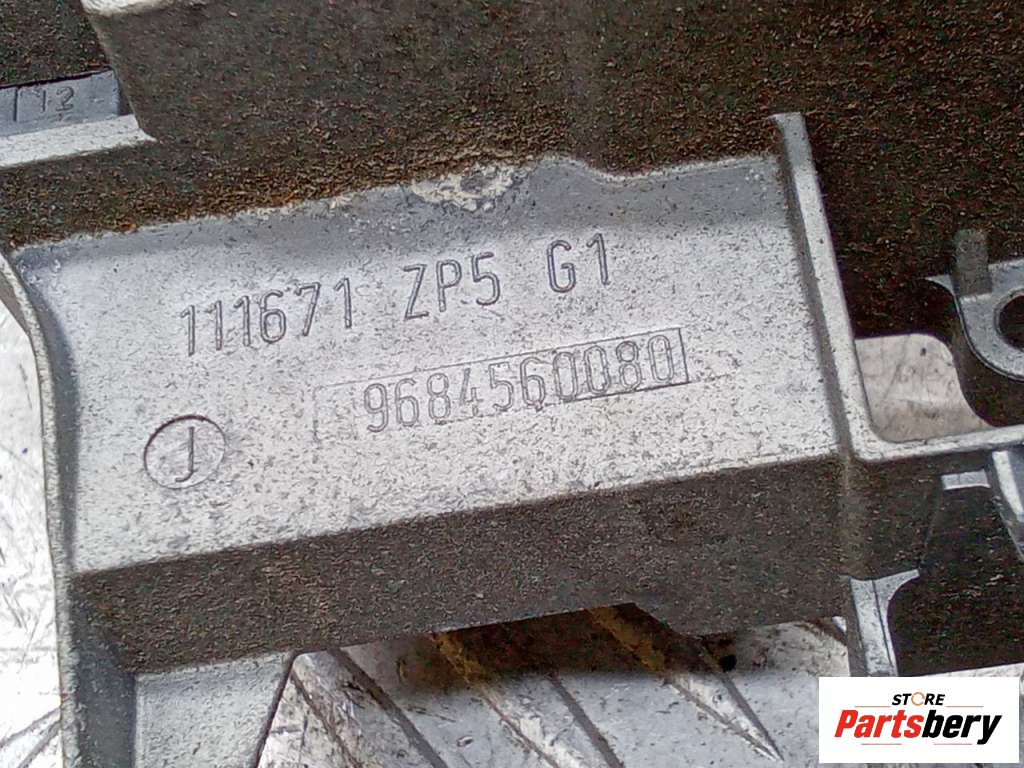 12
111671 ZP5 G1
9684560080
J
STORE
Partsbery